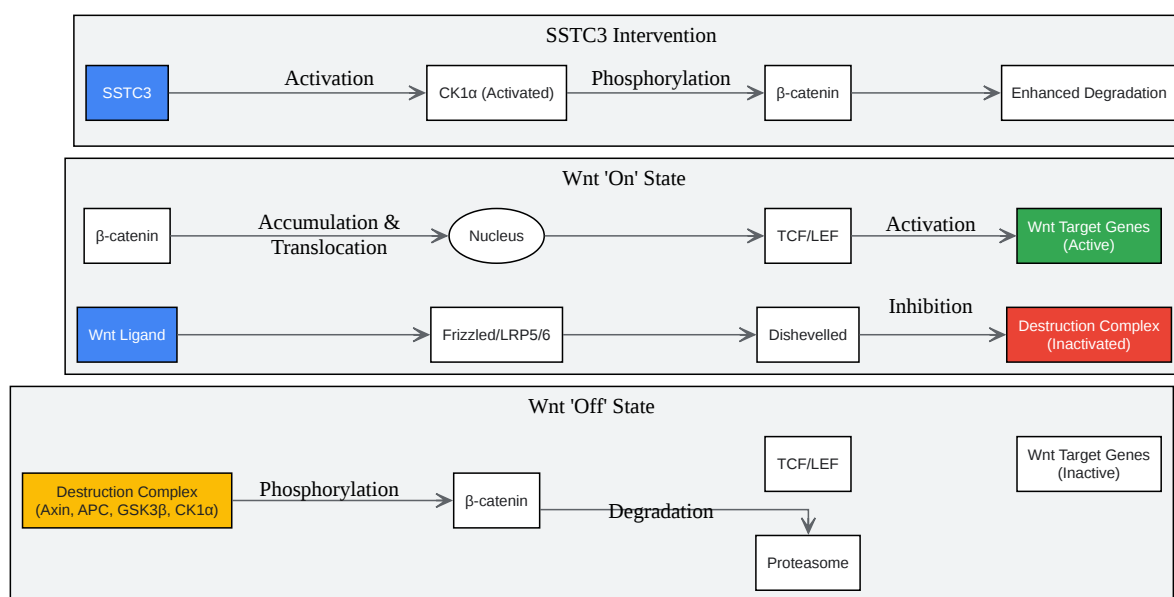 SSTC3 Intervention
SSTC3
Activation
CK1α (Activated)
Phosphorylation
β-catenin
Enhanced Degradation
Wnt 'On' State
β-catenin
Accumulation &
Translocation
Nucleus
TCF/LEF
Activation
Wnt Target Genes
(Active)
Wnt Ligand
Frizzled/LRP5/6
Dishevelled
Inhibition
Destruction Complex
(Inactivated)
Wnt 'Off' State
Destruction Complex
(Axin, APC, GSK3β, CK1α)
Phosphorylation
β-catenin
Degradation
TCF/LEF
Wnt Target Genes
(Inactive)
Proteasome